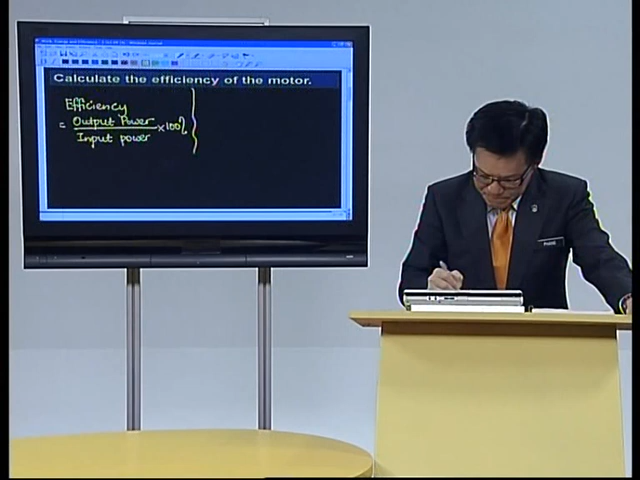 Calculate the efficiency of the motor.
Efficiency
= Output Power × 100%
Input power